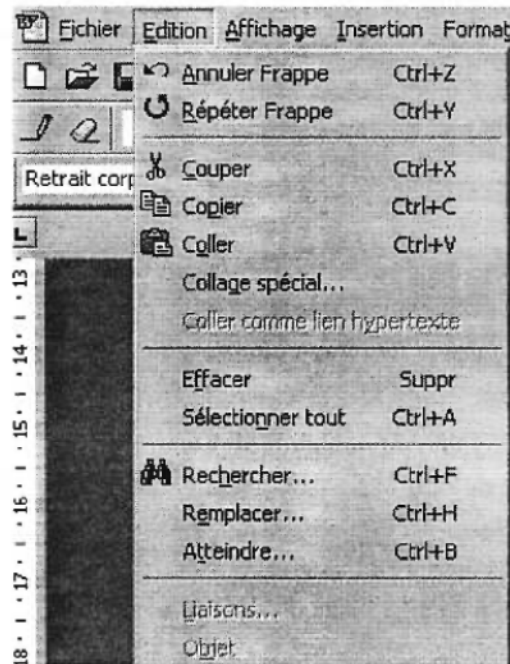 Fichier Edition Affichage Insertion Format
Annuler Frappe Ctrl+Z
Répéter Frappe Ctrl+Y
Retrait corp
Couper Ctrl+X
Copier Ctrl+C
Coller Ctrl+V
Collage spécial...
Coller comme lien hypertexte
Effacer Suppr
Sélectionner tout Ctrl+A
Rechercher... Ctrl+F
Remplacer... Ctrl+H
Atteindre... Ctrl+B
Liaisons...
Objet
L
13
14
15
16
17
18